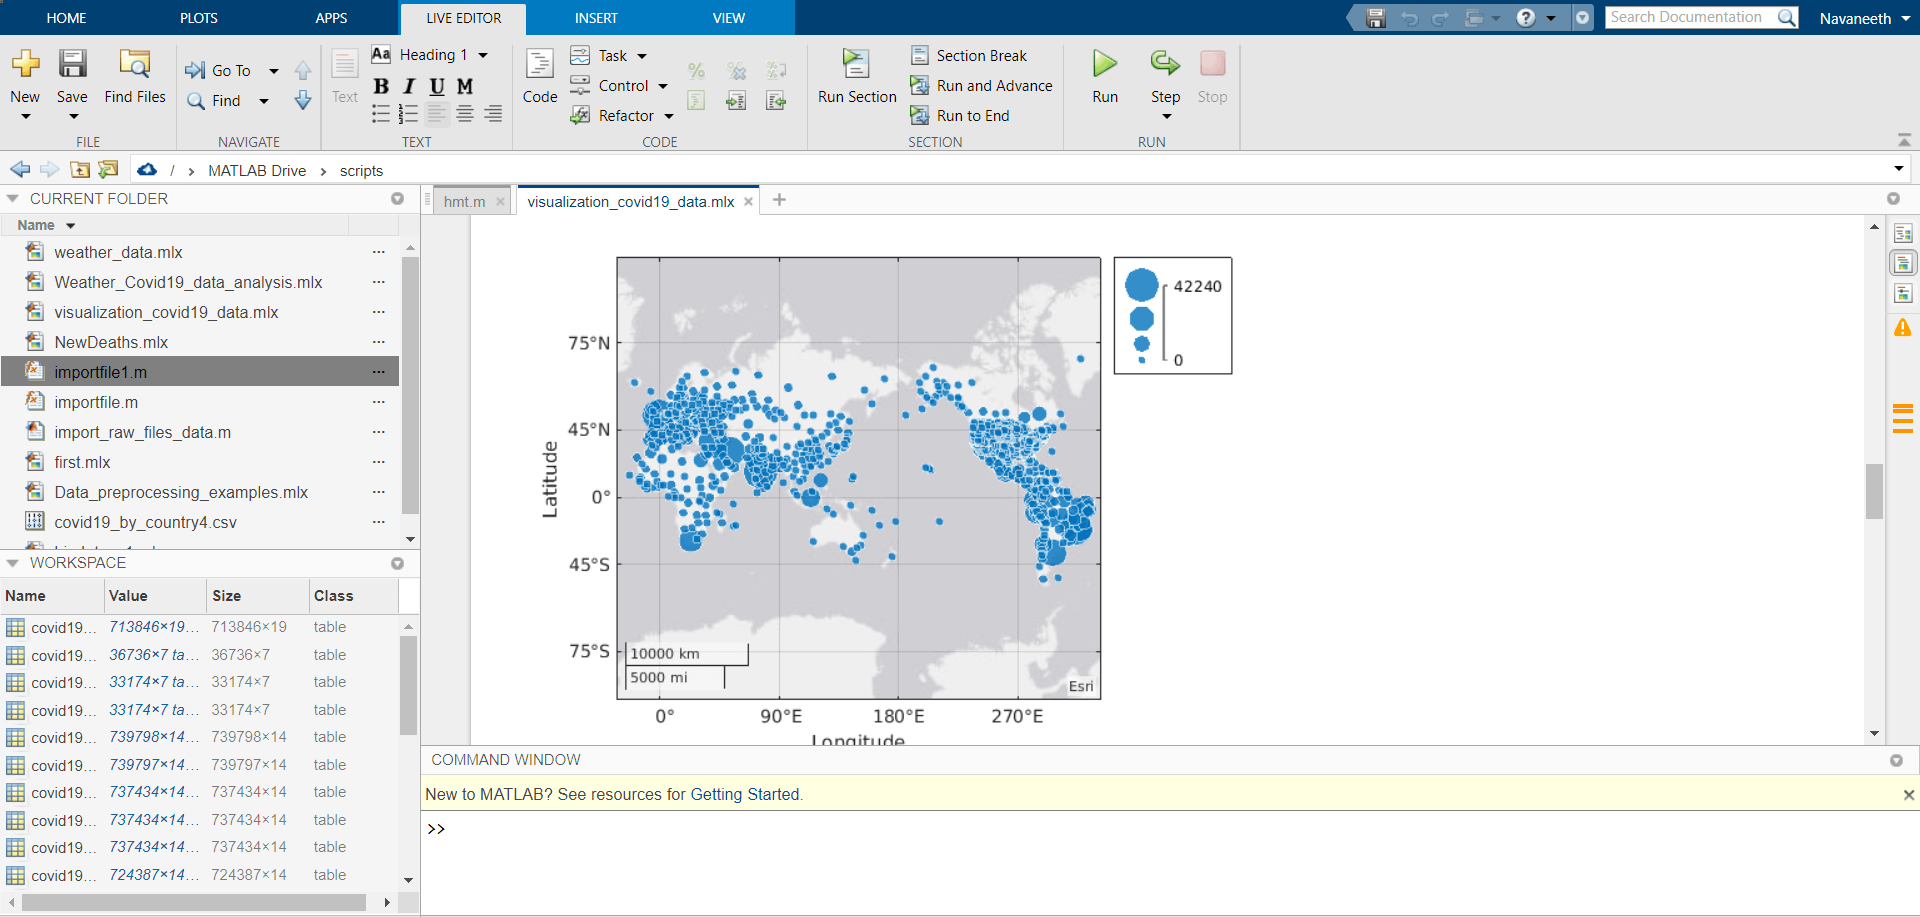 HOME PLOTS APPS LIVE EDITOR INSERT VIEW Search Documentation Navaneeth
New Save Find Files Go To Find Text Aa Heading 1 B I U M Code Task Control Refactor Run Section Section Break Run and Advance Run to End Run Step Stop
FILE NAVIGATE TEXT CODE SECTION RUN
/ › MATLAB Drive › scripts
CURRENT FOLDER
Name
weather_data.mlx ...
Weather_Covid19_data_analysis.mlx ...
visualization_covid19_data.mlx ...
NewDeaths.mlx ...
importfile1.m ...
importfile.m ...
import_raw_files_data.m ...
first.mlx ...
Data_preprocessing_examples.mlx ...
covid19_by_country4.csv ...
WORKSPACE
Name Value Size Class
covid19... 713846×19... 713846×19 table
covid19... 36736×7 ta... 36736×7 table
covid19... 33174×7 ta... 33174×7 table
covid19... 33174×7 ta... 33174×7 table
covid19... 739798×14... 739798×14 table
covid19... 739797×14... 739797×14 table
covid19... 737434×14... 737434×14 table
covid19... 737434×14... 737434×14 table
covid19... 737434×14... 737434×14 table
covid19... 724387×14... 724387×14 table
hmt.m × visualization_covid19_data.mlx × +
42240
0
75°N
45°N
0°
45°S
75°S
Latitude
10000 km
5000 mi
Esri
0° 90°E 180°E 270°E
Longitude
COMMAND WINDOW
New to MATLAB? See resources for Getting Started. ×
>>